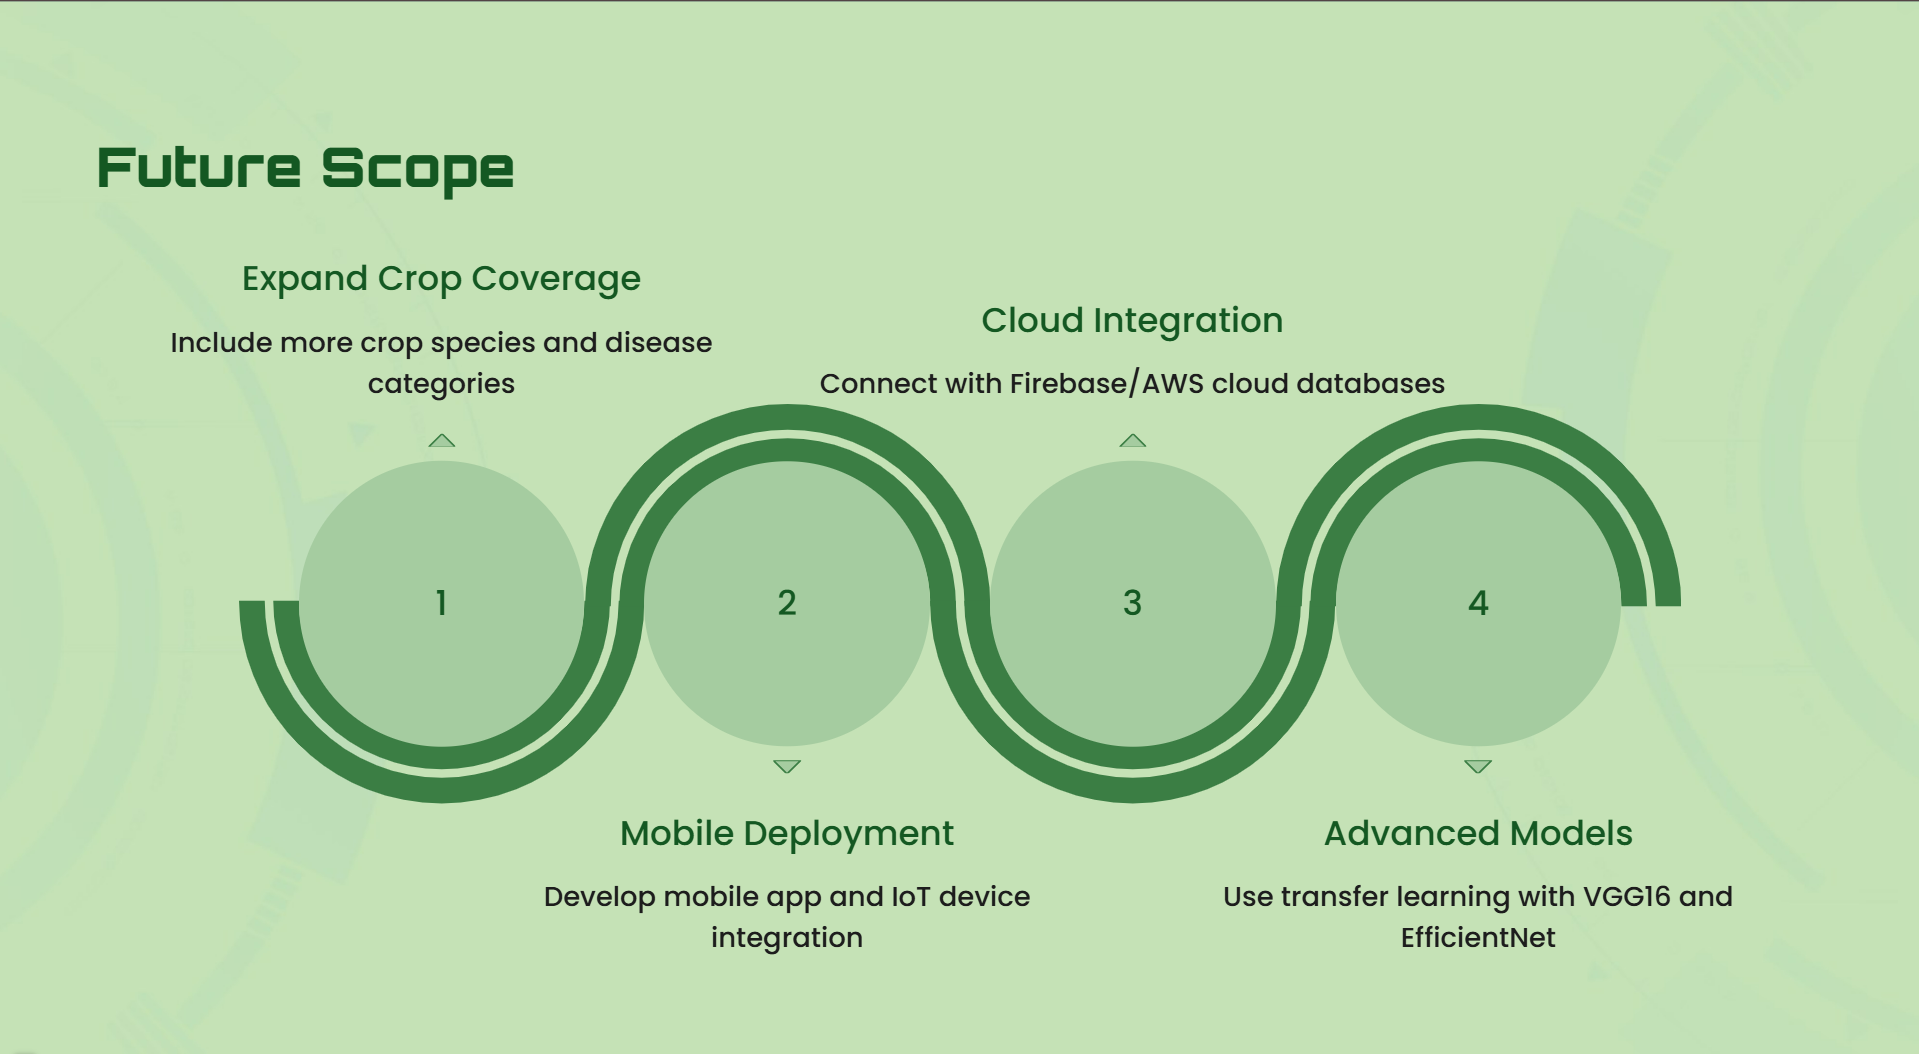 Future Scope
Expand Crop Coverage
Include more crop species and disease
categories
Cloud Integration
Connect with Firebase/AWS cloud databases
1
2
3
4
Mobile Deployment
Develop mobile app and IoT device
integration
Advanced Models
Use transfer learning with VGG16 and
EfficientNet